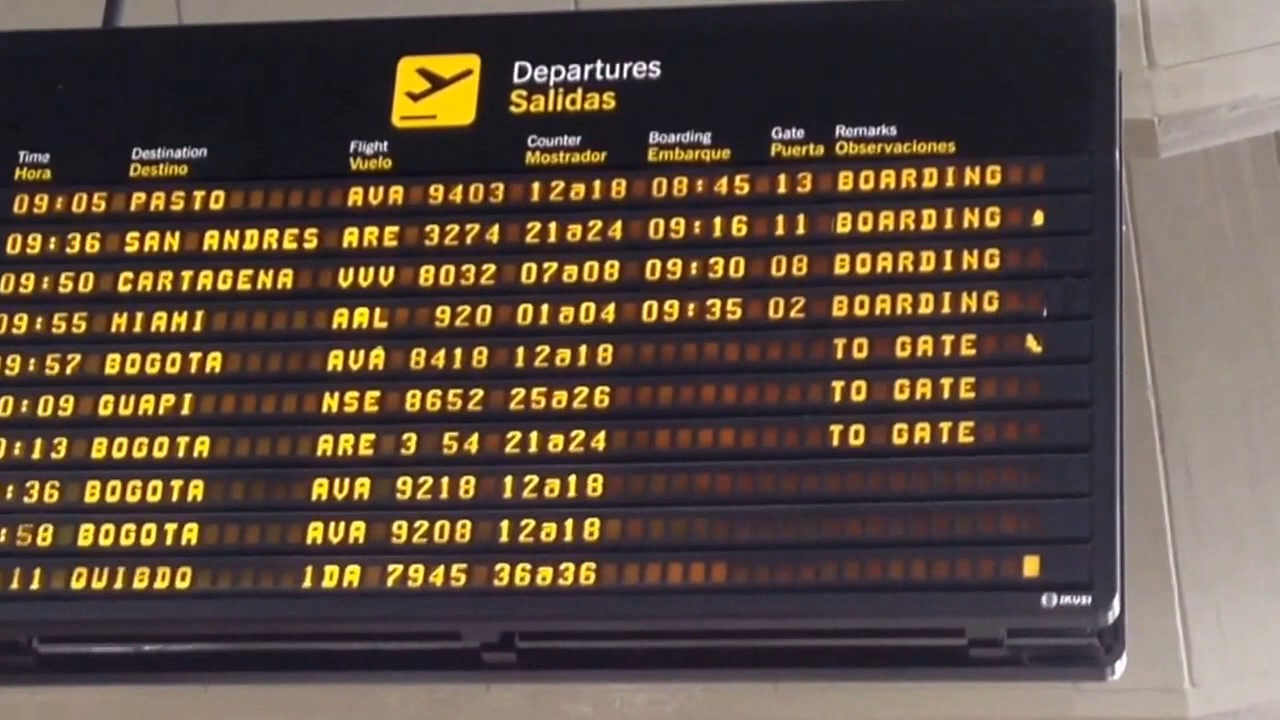 Departures
Salidas
Time Destination Flight Counter Boarding Gate Remarks
Hora Destino Vuelo Mostrador Embarque Puerta Observaciones
09:05 PASTO AVA 9403 12a18 08:45 13 BOARDING
09:36 SAN ANDRES ARE 3274 21a24 09:16 11 BOARDING
09:50 CARTAGENA VVV 8032 07a08 09:30 08 BOARDING
09:55 MIAMI AAL 920 01a04 09:35 02 BOARDING
9:57 BOGOTA AVA 8418 12a18 TO GATE
0:09 GUAPI NSE 8652 25a26 TO GATE
0:13 BOGOTA ARE 3 54 21a24 TO GATE
:36 BOGOTA AVA 9218 12a18
:58 BOGOTA AVA 9208 12a18
11 QUIBDO 1DA 7945 36a36
IKUSI